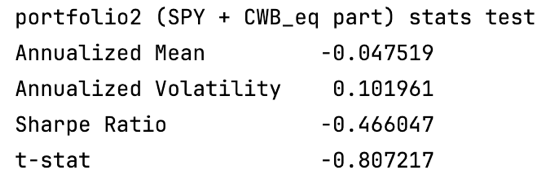 portfolio2 (SPY + CWB_eq part) stats test
Annualized Mean -0.047519
Annualized Volatility 0.101961
Sharpe Ratio -0.466047
t-stat -0.807217